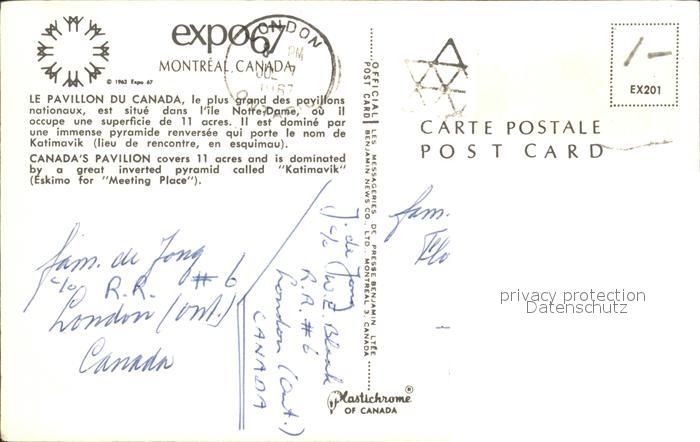 expo67
MONTRÉAL, CANADA
© 1963 Expo 67
LONDON
PM
LE PAVILLON DU CANADA, le plus grand des pavillons
nationaux, est situé dans l'île Notre-Dame, où il
occupe une superficie de 11 acres. Il est dominé par
une immense pyramide renversée qui porte le nom de
Katimavik (lieu de rencontre, en esquimau).
CANADA'S PAVILION covers 11 acres and is dominated
by a great inverted pyramid called "Katimavik"
(Eskimo for "Meeting Place").
Fam. de Jong
c/o R.R. # 6
London (Ont.)
Canada
J. de Jong
c/o W.E. Blank
R.R. #6
London (Ont.)
CANADA
OFFICIAL POST CARD
LES MESSAGERIES DE PRESSE BENJAMIN LTÉE
BENJAMIN NEWS CO., LTD. MONTREAL 3, CANADA
Plastichrome®
OF CANADA
1/-
EX201
CARTE POSTALE
POST CARD
fam.
privacy protection
Datenschutz